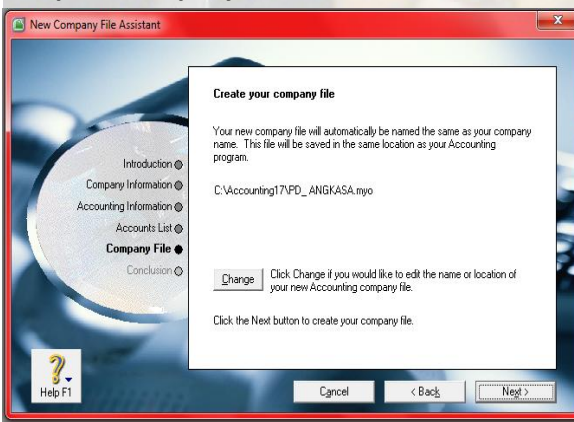 New Company File Assistant
Create your company file
Your new company file will automatically be named the same as your company
name. This file will be saved in the same location as your Accounting
program.
C:\Accounting17\PD_ ANGKASA.myo
Introduction
Company Information
Accounting Information
Accounts List
Company File
Conclusion
Change
Click Change if you would like to edit the name or location of
your new Accounting company file.
Click the Next button to create your company file.
Help F1
Cancel
< Back
Next >